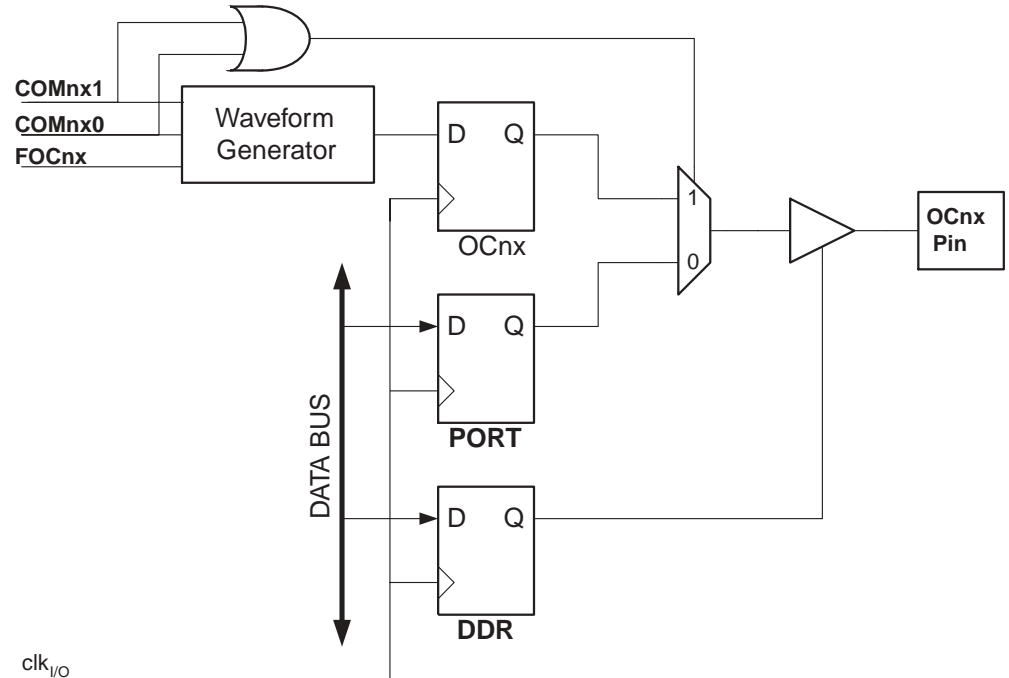 COMnx1
COMnx0
FOCnx
Waveform
Generator
D Q
OCnx
1
0
OCnx
Pin
D Q
PORT
DATA BUS
D Q
DDR
clkI/O